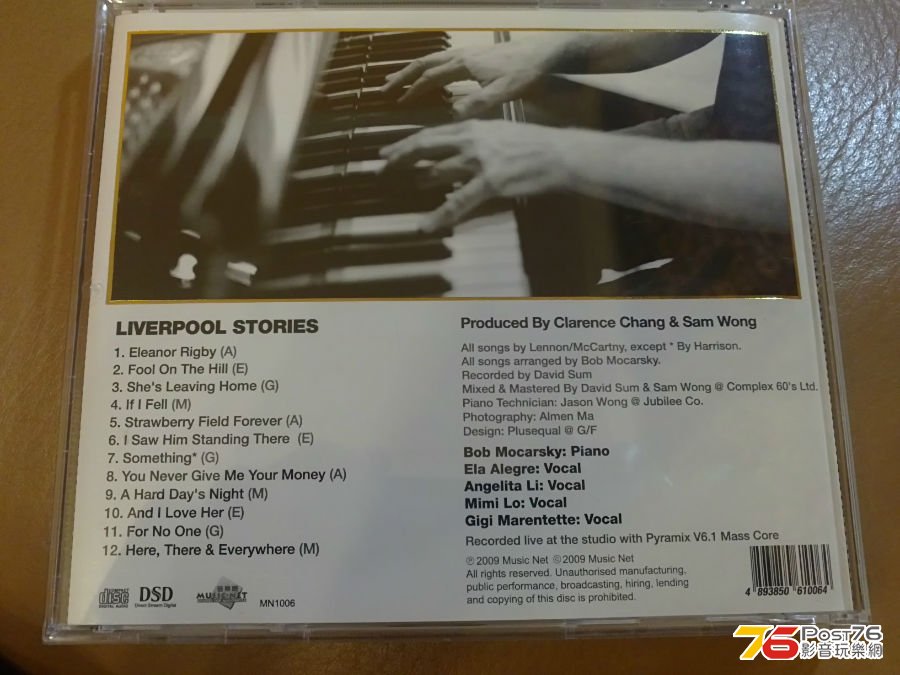 LIVERPOOL STORIES
1. Eleanor Rigby (A)
2. Fool On The Hill (E)
3. She's Leaving Home (G)
4. If I Fell (M)
5. Strawberry Field Forever (A)
6. I Saw Him Standing There (E)
7. Something* (G)
8. You Never Give Me Your Money (A)
9. A Hard Day's Night (M)
10. And I Love Her (E)
11. For No One (G)
12. Here, There & Everywhere (M)
COMPACT
disc
DIGITAL AUDIO
DSD
Direct Stream Digital
MUSIC NET
MN1006
Produced By Clarence Chang & Sam Wong
All songs by Lennon/McCartny, except * By Harrison.
All songs arranged by Bob Mocarsky.
Recorded by David Sum
Mixed & Mastered By David Sum & Sam Wong @ Complex 60's Ltd.
Piano Technician: Jason Wong @ Jubilee Co.
Photography: Almen Ma
Design: Plusequal @ G/F
Bob Mocarsky: Piano
Ela Alegre: Vocal
Angelita Li: Vocal
Mimi Lo: Vocal
Gigi Marentette: Vocal
Recorded live at the studio with Pyramix V6.1 Mass Core
℗ 2009 Music Net © 2009 Music Net
All rights reserved. Unauthorised manufacturing.
public performance, broadcasting, hiring, lending
and copying of this disc is prohibited.
4 893850 610064
76 Post76
影音玩樂網